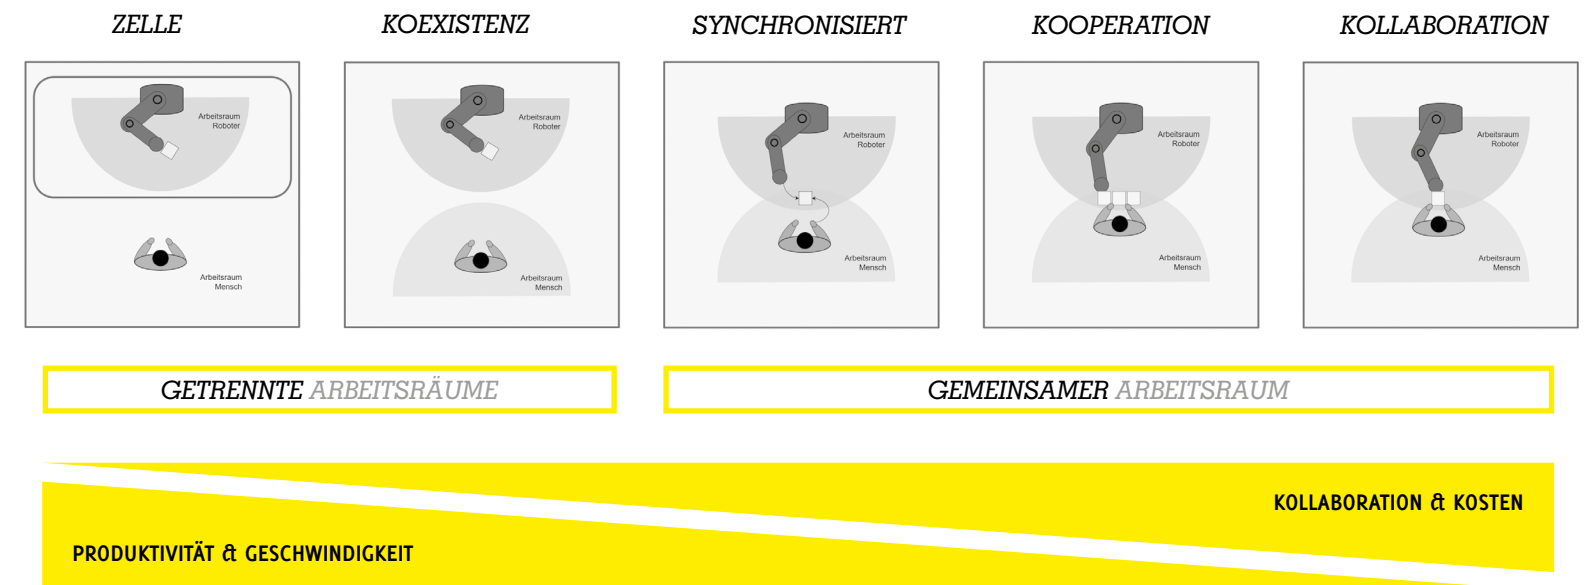 ZELLE
KOEXISTENZ
SYNCHRONISIERT
KOOPERATION
KOLLABORATION
Arbeitsraum
Roboter
Arbeitsraum
Mensch
Arbeitsraum
Roboter
Arbeitsraum
Mensch
Arbeitsraum
Roboter
Arbeitsraum
Mensch
Arbeitsraum
Roboter
Arbeitsraum
Mensch
Arbeitsraum
Roboter
Arbeitsraum
Mensch
GETRENNTE ARBEITSRÄUME
GEMEINSAMER ARBEITSRAUM
KOLLABORATION & KOSTEN
PRODUKTIVITÄT & GESCHWINDIGKEIT